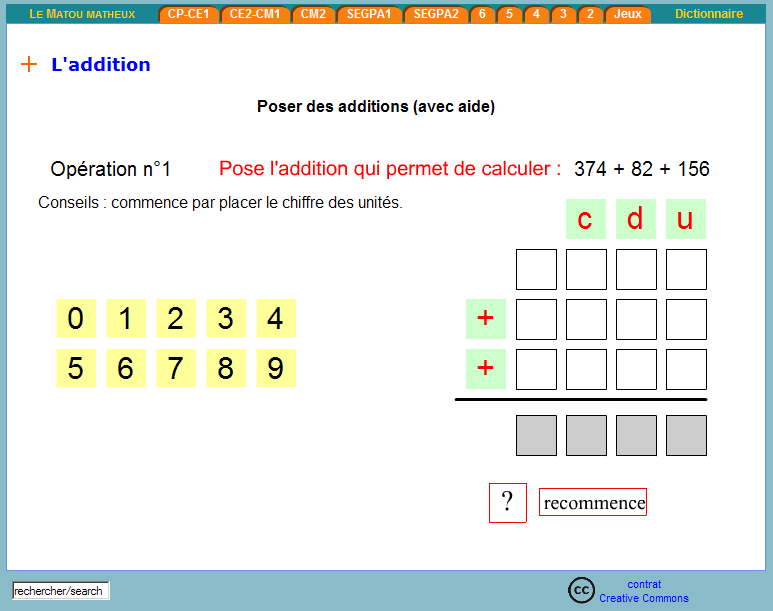 LE MATOU MATHEUX CP-CE1 CE2-CM1 CM2 SEGPA1 SEGPA2 6 5 4 3 2 Jeux Dictionnaire
+ L'addition
Poser des additions (avec aide)
Opération n°1 Pose l'addition qui permet de calculer : 374 + 82 + 156
Conseils : commence par placer le chiffre des unités.
c d u
0 1 2 3 4 +
5 6 7 8 9 +
? recommence
rechercher/search
cc contrat
Creative Commons